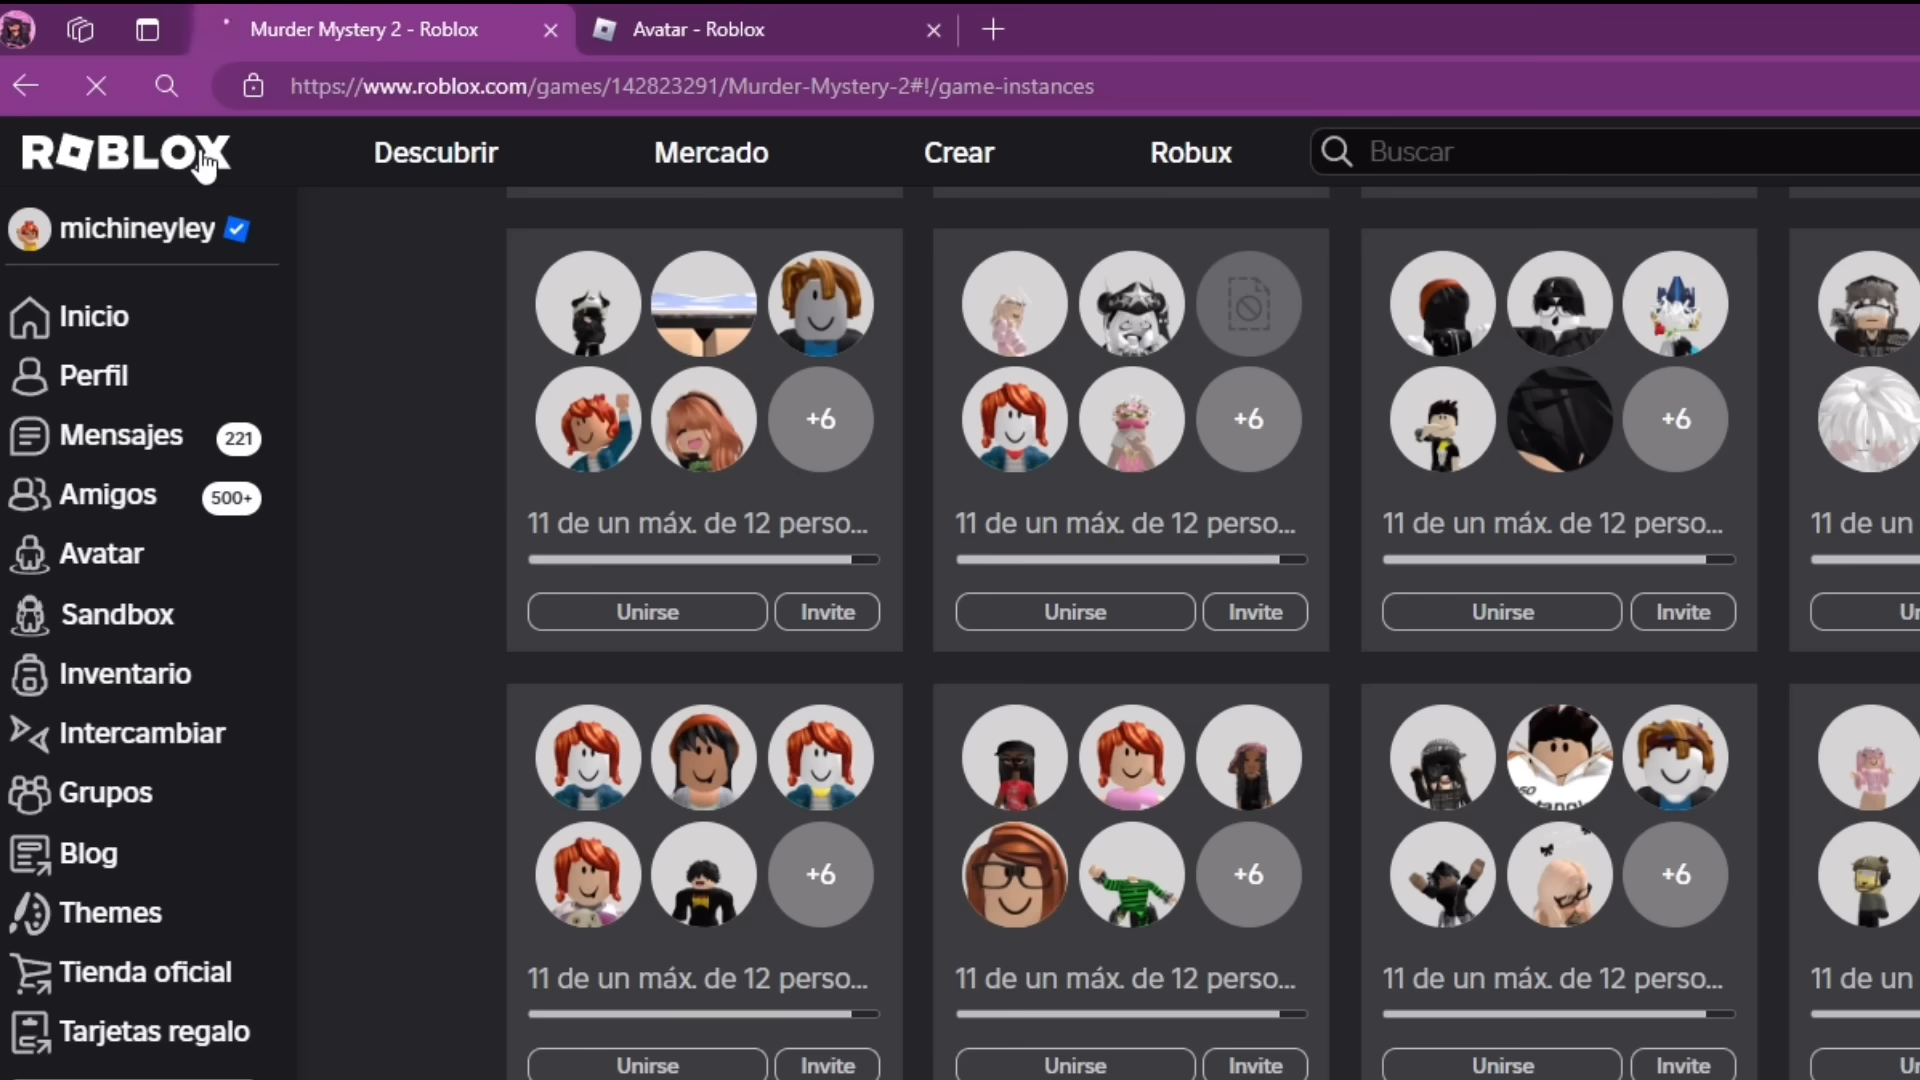 Murder Mystery 2 - Roblox
Avatar - Roblox
https://www.roblox.com/games/142823291/Murder-Mystery-2#!/game-instances
ROBLOX
Descubrir
Mercado
Crear
Robux
Buscar
michineyley
Inicio
Perfil
Mensajes 221
Amigos 500+
Avatar
Sandbox
Inventario
Intercambiar
Grupos
Blog
Themes
Tienda oficial
Tarjetas regalo
+6
+6
+6
11 de un máx. de 12 perso...
11 de un máx. de 12 perso...
11 de un máx. de 12 perso...
11 de un
Unirse
Invite
Unirse
Invite
Unirse
Invite
Un
+6
+6
+6
11 de un máx. de 12 perso...
11 de un máx. de 12 perso...
11 de un máx. de 12 perso...
11 de un
Unirse
Invite
Unirse
Invite
Unirse
Invite
Un